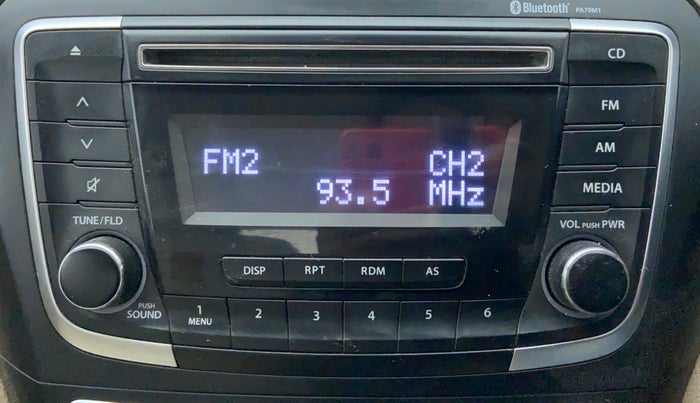 Bluetooth® PA79M1
CD
FM
AM
MEDIA
FM2 CH2
93.5 MHz
TUNE/FLD
VOL PUSH PWR
DISP RPT RDM AS
PUSH
SOUND
1 2 3 4 5 6
MENU